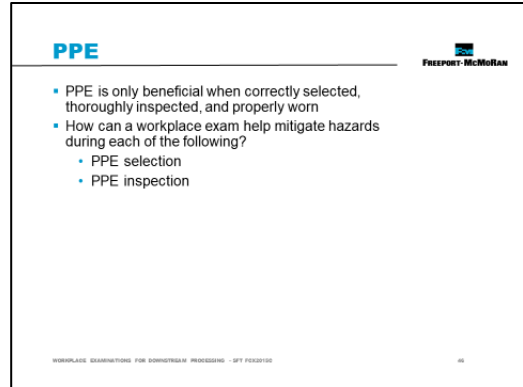 PPE
FCX
FREEPORT-MCMORAN
▪ PPE is only beneficial when correctly selected,
thoroughly inspected, and properly worn
▪ How can a workplace exam help mitigate hazards
during each of the following?
• PPE selection
• PPE inspection
WORKPLACE EXAMINATIONS FOR DOWNSTREAM PROCESSING - SFT FCX2015C
46